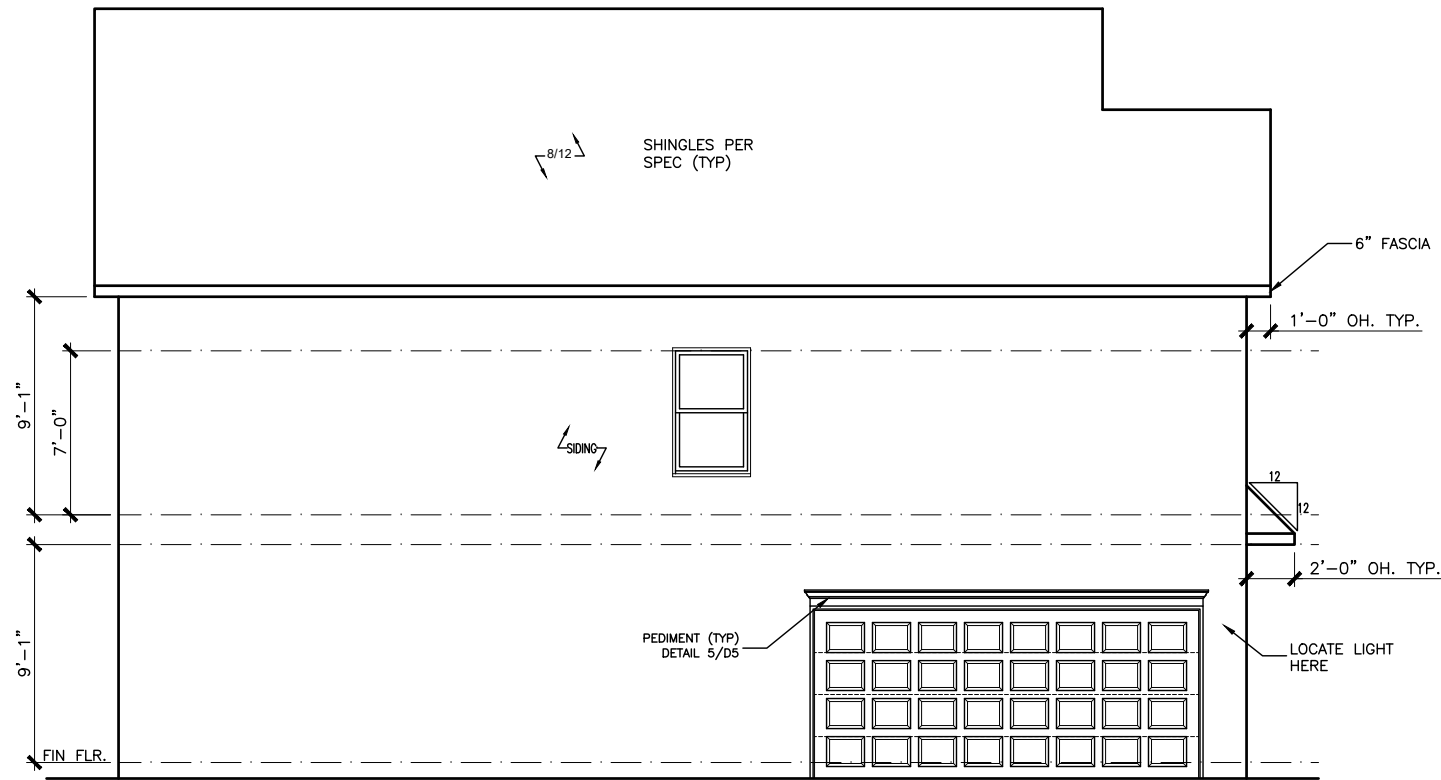 SHINGLES PER
SPEC (TYP)
8/12
6" FASCIA
1'-0" OH. TYP.
9'-1"
7'-0"
SIDING
12
12
2'-0" OH. TYP.
PEDIMENT (TYP)
DETAIL 5/D5
LOCATE LIGHT
HERE
9'-1"
FIN FLR.